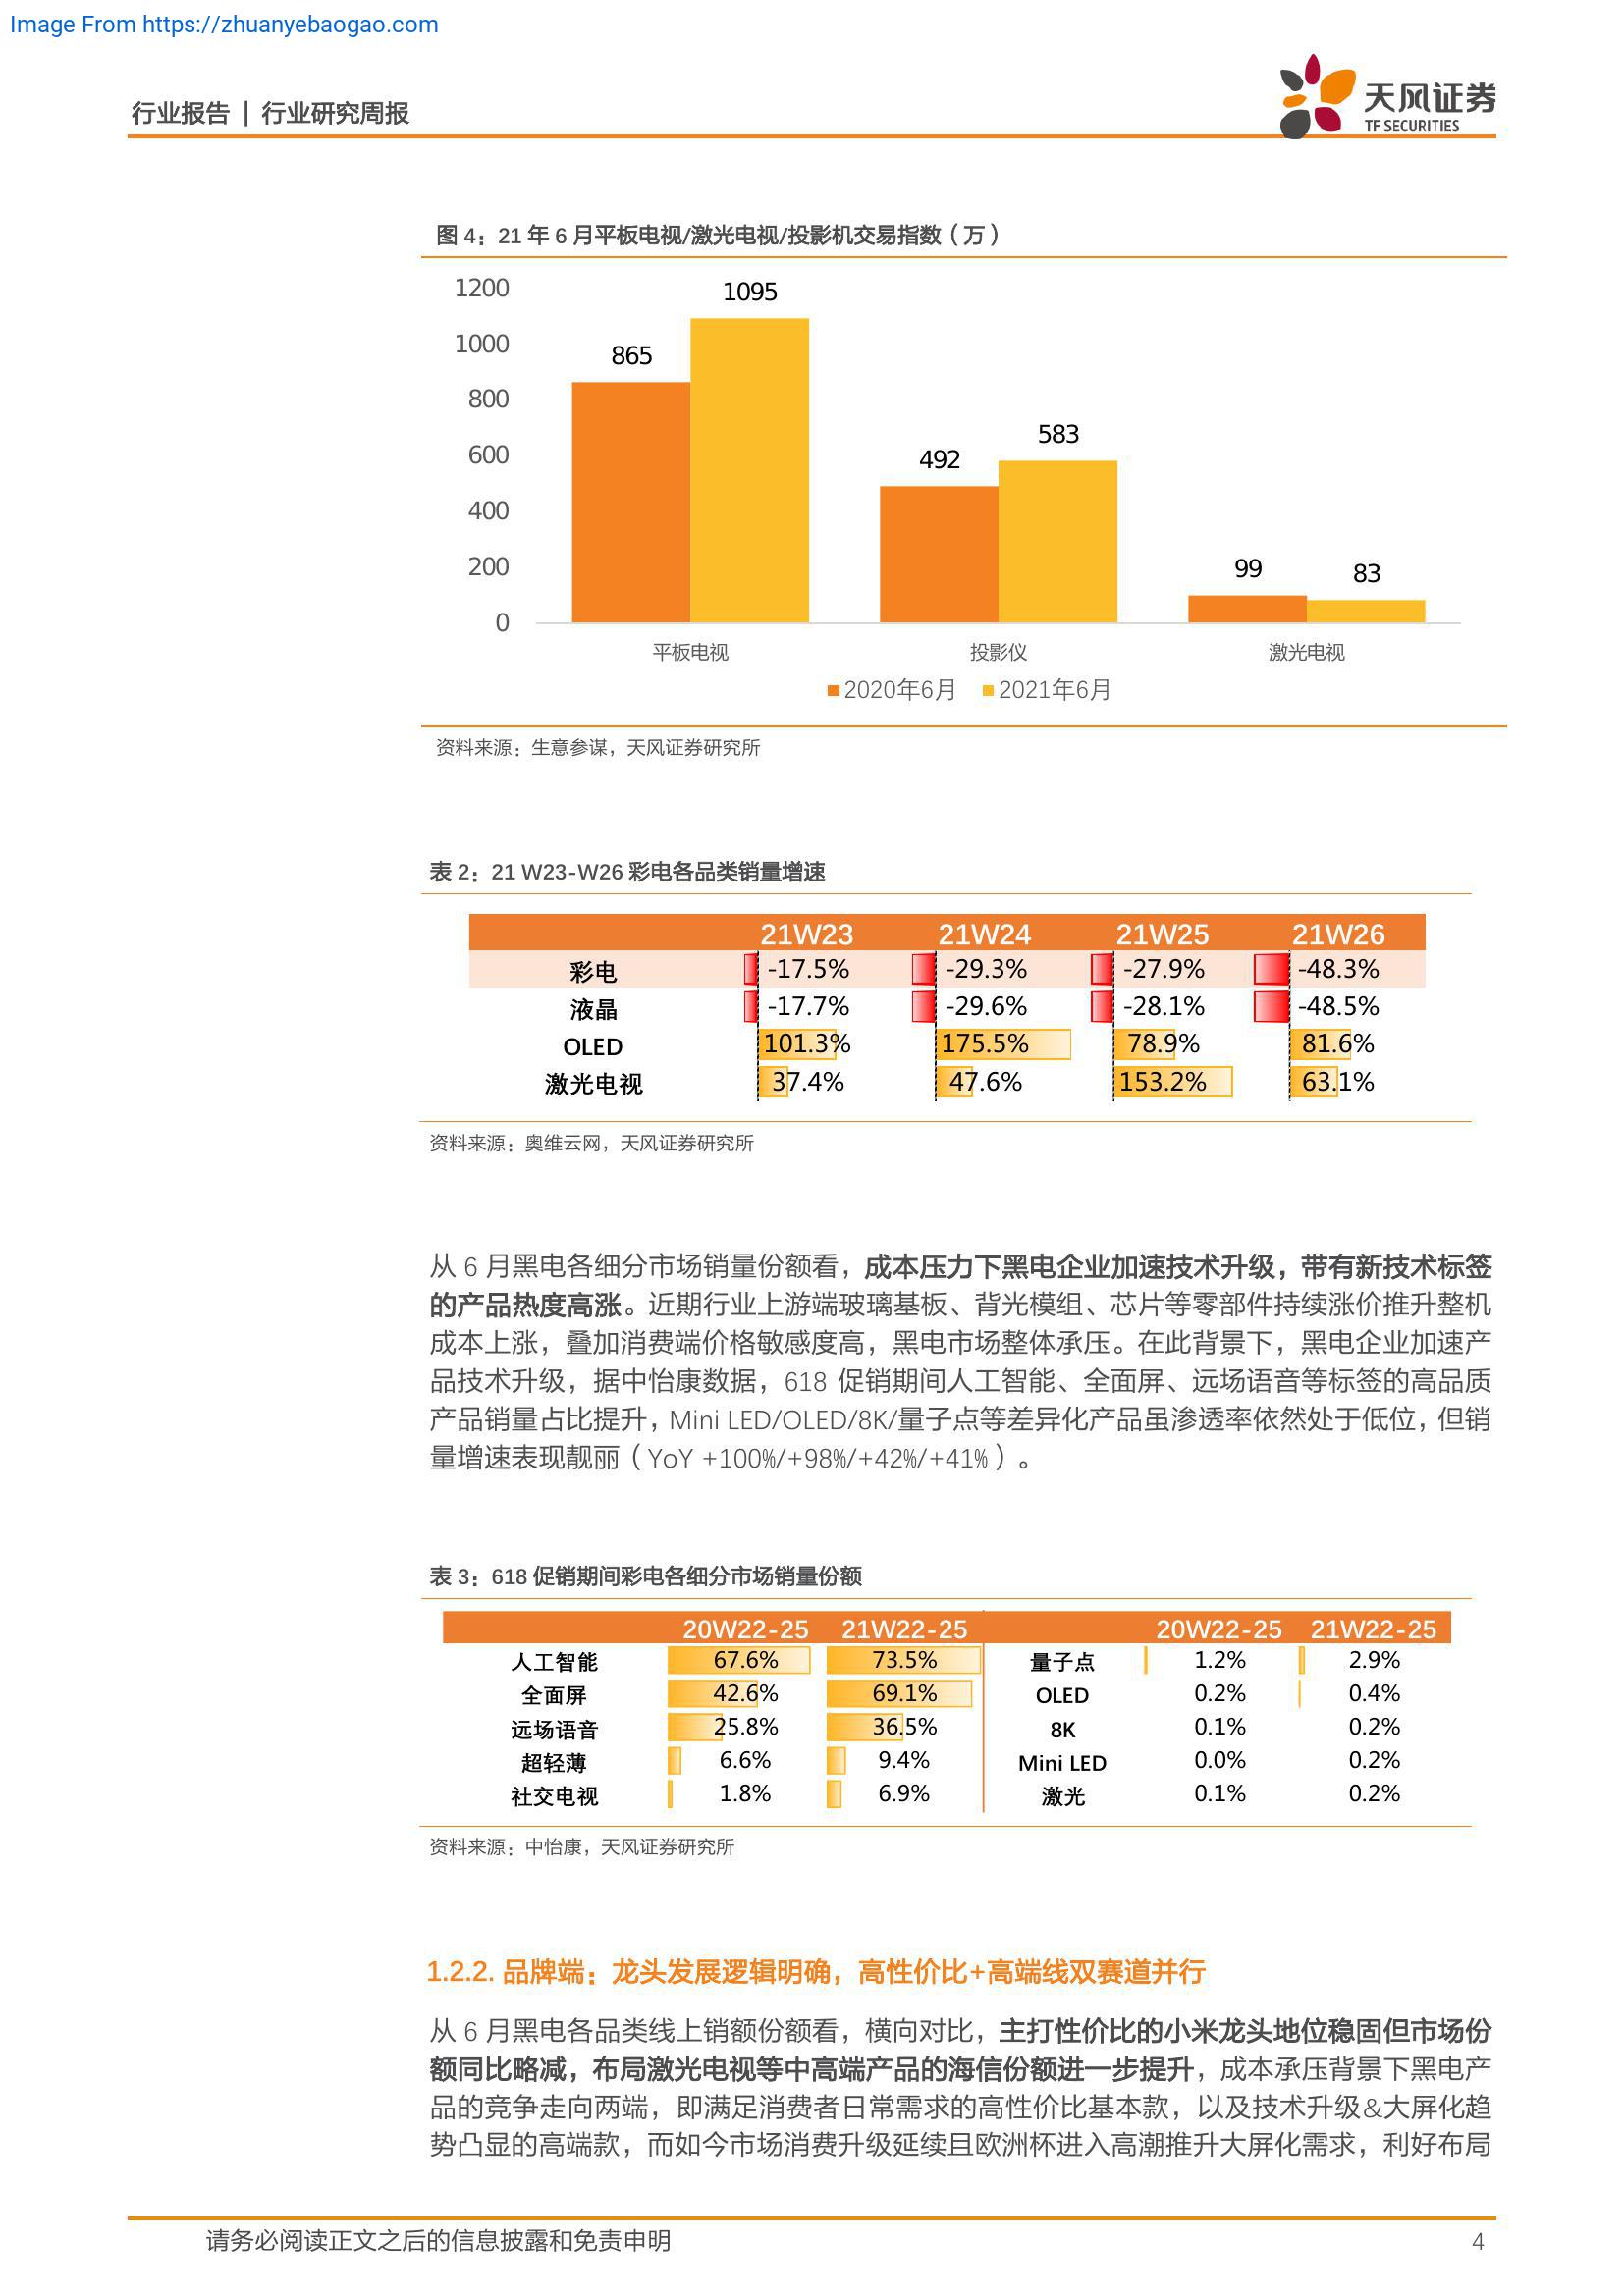 Image From https://zhuanyebaogao.com
行业报告 | 行业研究周报
天风证券
TF SECURITIES
图 4：21 年 6 月平板电视/激光电视/投影机交易指数（万）
1200
1000
800
600
400
200
0
865 1095
492 583
99 83
平板电视 投影仪 激光电视
2020年6月 2021年6月
资料来源：生意参谋，天风证券研究所
表 2：21 W23-W26 彩电各品类销量增速
21W23 21W24 21W25 21W26
彩电 -17.5% -29.3% -27.9% -48.3%
液晶 -17.7% -29.6% -28.1% -48.5%
OLED 101.3% 175.5% 78.9% 81.6%
激光电视 37.4% 47.6% 153.2% 63.1%
资料来源：奥维云网，天风证券研究所
从 6 月黑电各细分市场销量份额看，成本压力下黑电企业加速技术升级，带有新技术标签
的产品热度高涨。近期行业上游端玻璃基板、背光模组、芯片等零部件持续涨价推升整机
成本上涨，叠加消费端价格敏感度高，黑电市场整体承压。在此背景下，黑电企业加速产
品技术升级，据中怡康数据，618 促销期间人工智能、全面屏、远场语音等标签的高品质
产品销量占比提升，Mini LED/OLED/8K/量子点等差异化产品虽渗透率依然处于低位，但销
量增速表现靓丽（YoY +100%/+98%/+42%/+41%）。
表 3：618 促销期间彩电各细分市场销量份额
20W22-25 21W22-25 20W22-25 21W22-25
人工智能 67.6% 73.5% 量子点 1.2% 2.9%
全面屏 42.6% 69.1% OLED 0.2% 0.4%
远场语音 25.8% 36.5% 8K 0.1% 0.2%
超轻薄 6.6% 9.4% Mini LED 0.0% 0.2%
社交电视 1.8% 6.9% 激光 0.1% 0.2%
资料来源：中怡康，天风证券研究所
1.2.2. 品牌端：龙头发展逻辑明确，高性价比+高端线双赛道并行
从 6 月黑电各品类线上销额份额看，横向对比，主打性价比的小米龙头地位稳固但市场份
额同比略减，布局激光电视等中高端产品的海信份额进一步提升，成本承压背景下黑电产
品的竞争走向两端，即满足消费者日常需求的高性价比基本款，以及技术升级&大屏化趋
势凸显的高端款，而如今市场消费升级延续且欧洲杯进入高潮推升大屏化需求，利好布局
请务必阅读正文之后的信息披露和免责申明 4